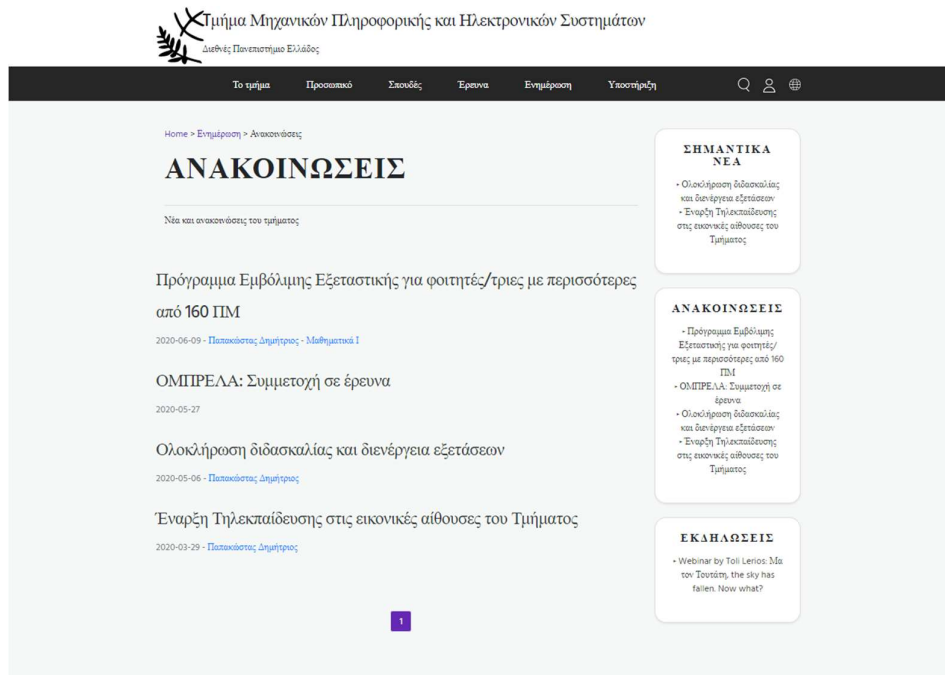 Τμήμα Μηχανικών Πληροφορικής και Ηλεκτρονικών Συστημάτων
Διεθνές Πανεπιστήμιο Ελλάδος
Το τμήμα Προσωπικό Σπουδές Έρευνα Ενημέρωση Υποστήριξη
Home > Ενημέρωση > Ανακοινώσεις
ΑΝΑΚΟΙΝΩΣΕΙΣ
Νέα και ανακοινώσεις του τμήματος
Πρόγραμμα Εμβόλιμης Εξεταστικής για φοιτητές/τριες με περισσότερες
από 160 ΠΜ
2020-06-09 - Παπακώστας Δημήτριος - Μαθηματικά Ι
ΟΜΠΡΕΛΑ: Συμμετοχή σε έρευνα
2020-05-27
Ολοκλήρωση διδασκαλίας και διενέργεια εξετάσεων
2020-05-06 - Παπακώστας Δημήτριος
Έναρξη Τηλεκπαίδευσης στις εικονικές αίθουσες του Τμήματος
2020-03-29 - Παπακώστας Δημήτριος
1
ΣΗΜΑΝΤΙΚΑ
ΝΕΑ
• Ολοκλήρωση διδασκαλίας
και διενέργεια εξετάσεων
• Έναρξη Τηλεκπαίδευσης
στις εικονικές αίθουσες του
Τμήματος
ΑΝΑΚΟΙΝΩΣΕΙΣ
• Πρόγραμμα Εμβόλιμης
Εξεταστικής για φοιτητές/
τριες με περισσότερες από 160
ΠΜ
• ΟΜΠΡΕΛΑ: Συμμετοχή σε
έρευνα
• Ολοκλήρωση διδασκαλίας
και διενέργεια εξετάσεων
• Έναρξη Τηλεκπαίδευσης
στις εικονικές αίθουσες του
Τμήματος
ΕΚΔΗΛΩΣΕΙΣ
• Webinar by Toli Lerios: Μα
τον Τουτάτη, the sky has
fallen. Now what?